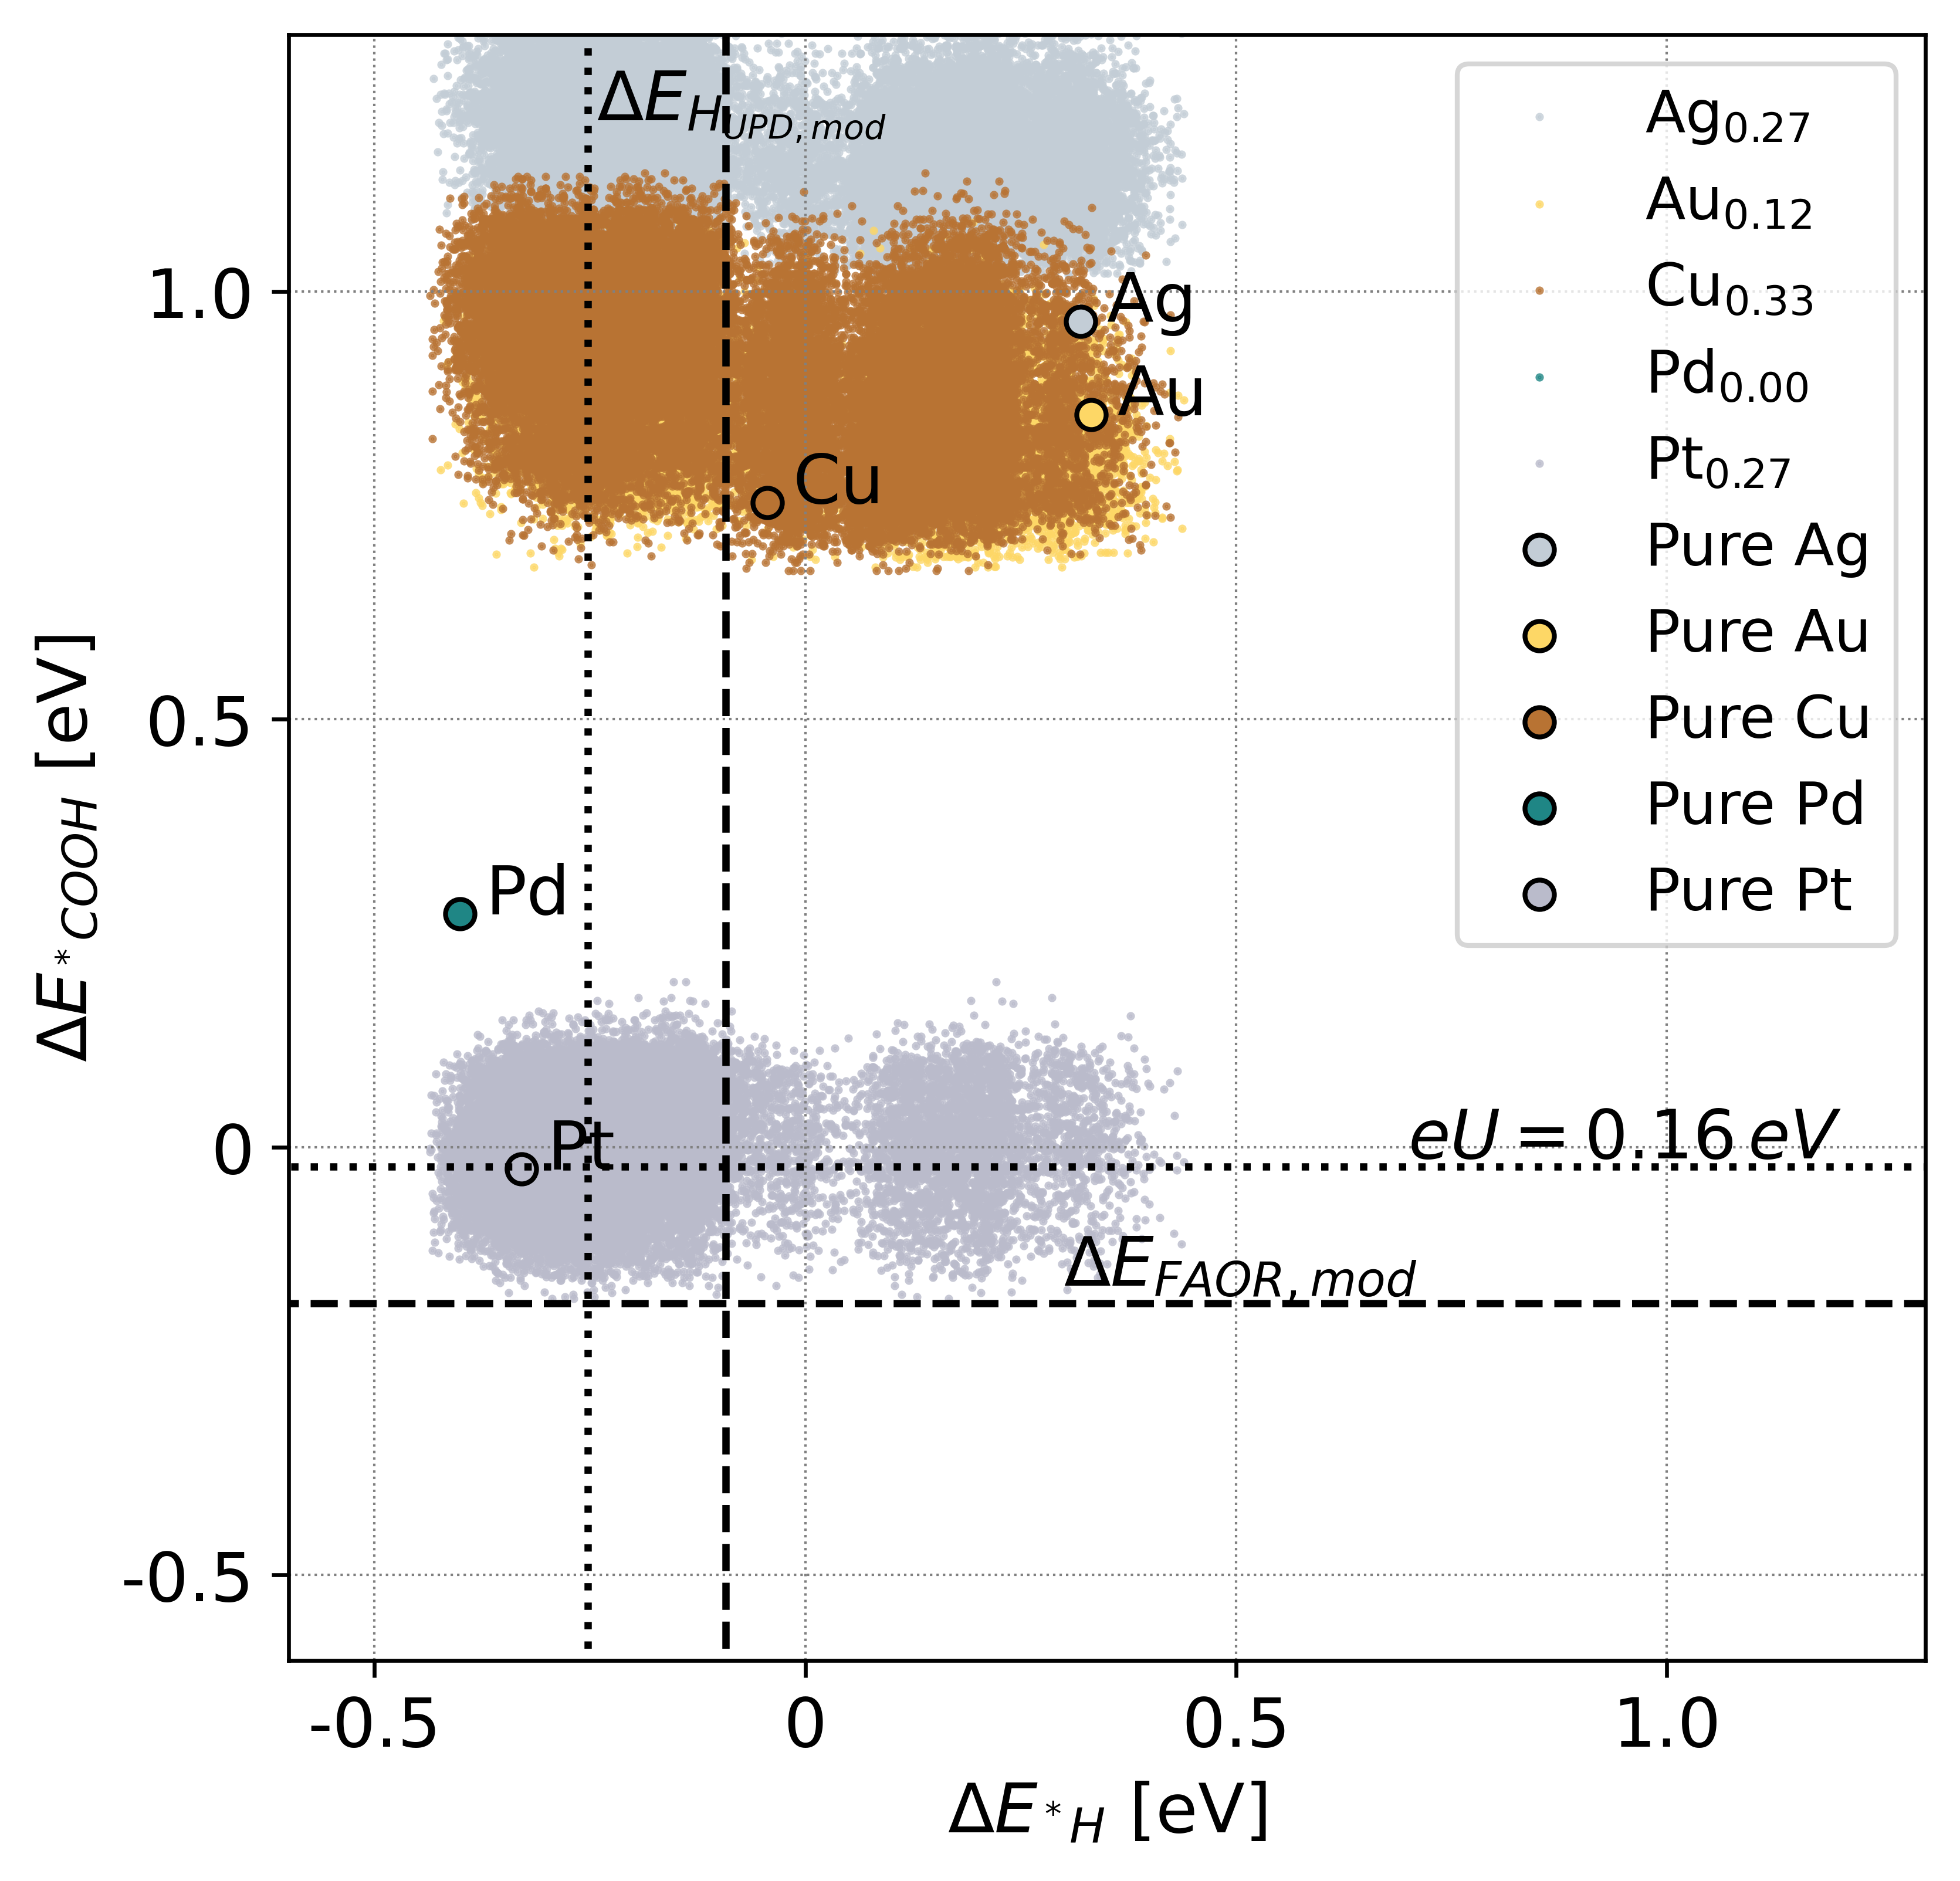 ΔE_{H_{UPD,mod}}
Ag_{0.27}
Au_{0.12}
Cu_{0.33}
Pd_{0.00}
Pt_{0.27}
Pure Ag
Pure Au
Pure Cu
Pure Pd
Pure Pt
Ag
Au
Cu
Pd
Pt
eU = 0.16 eV
ΔE_{FAOR,mod}
1.0
0.5
0
-0.5
ΔE_{*COOH} [eV]
-0.5
0
0.5
1.0
ΔE_{*H} [eV]